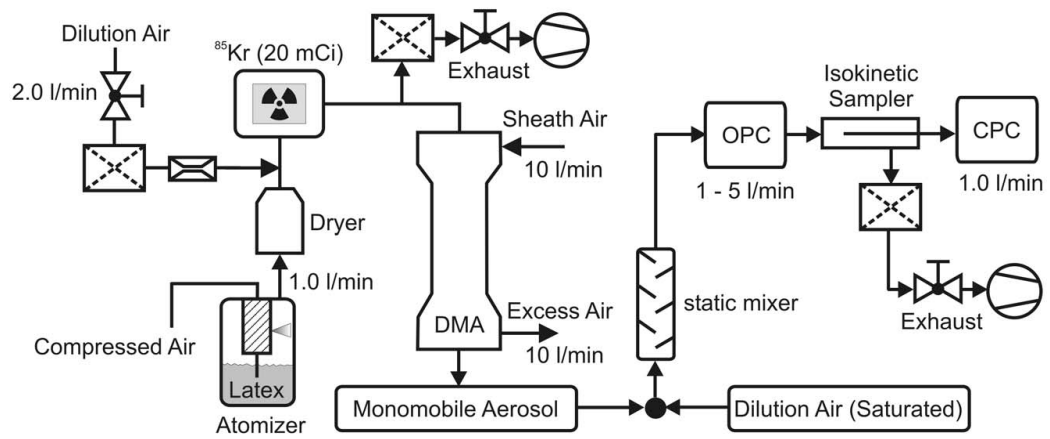 Dilution Air
2.0 l/min
⁸⁵Kr (20 mCi)
Exhaust
Sheath Air
10 l/min
Dryer
1.0 l/min
Compressed Air
Latex
Atomizer
DMA
Excess Air
10 l/min
Monomobile Aerosol
Dilution Air (Saturated)
static mixer
OPC
1 - 5 l/min
Isokinetic
Sampler
CPC
1.0 l/min
Exhaust